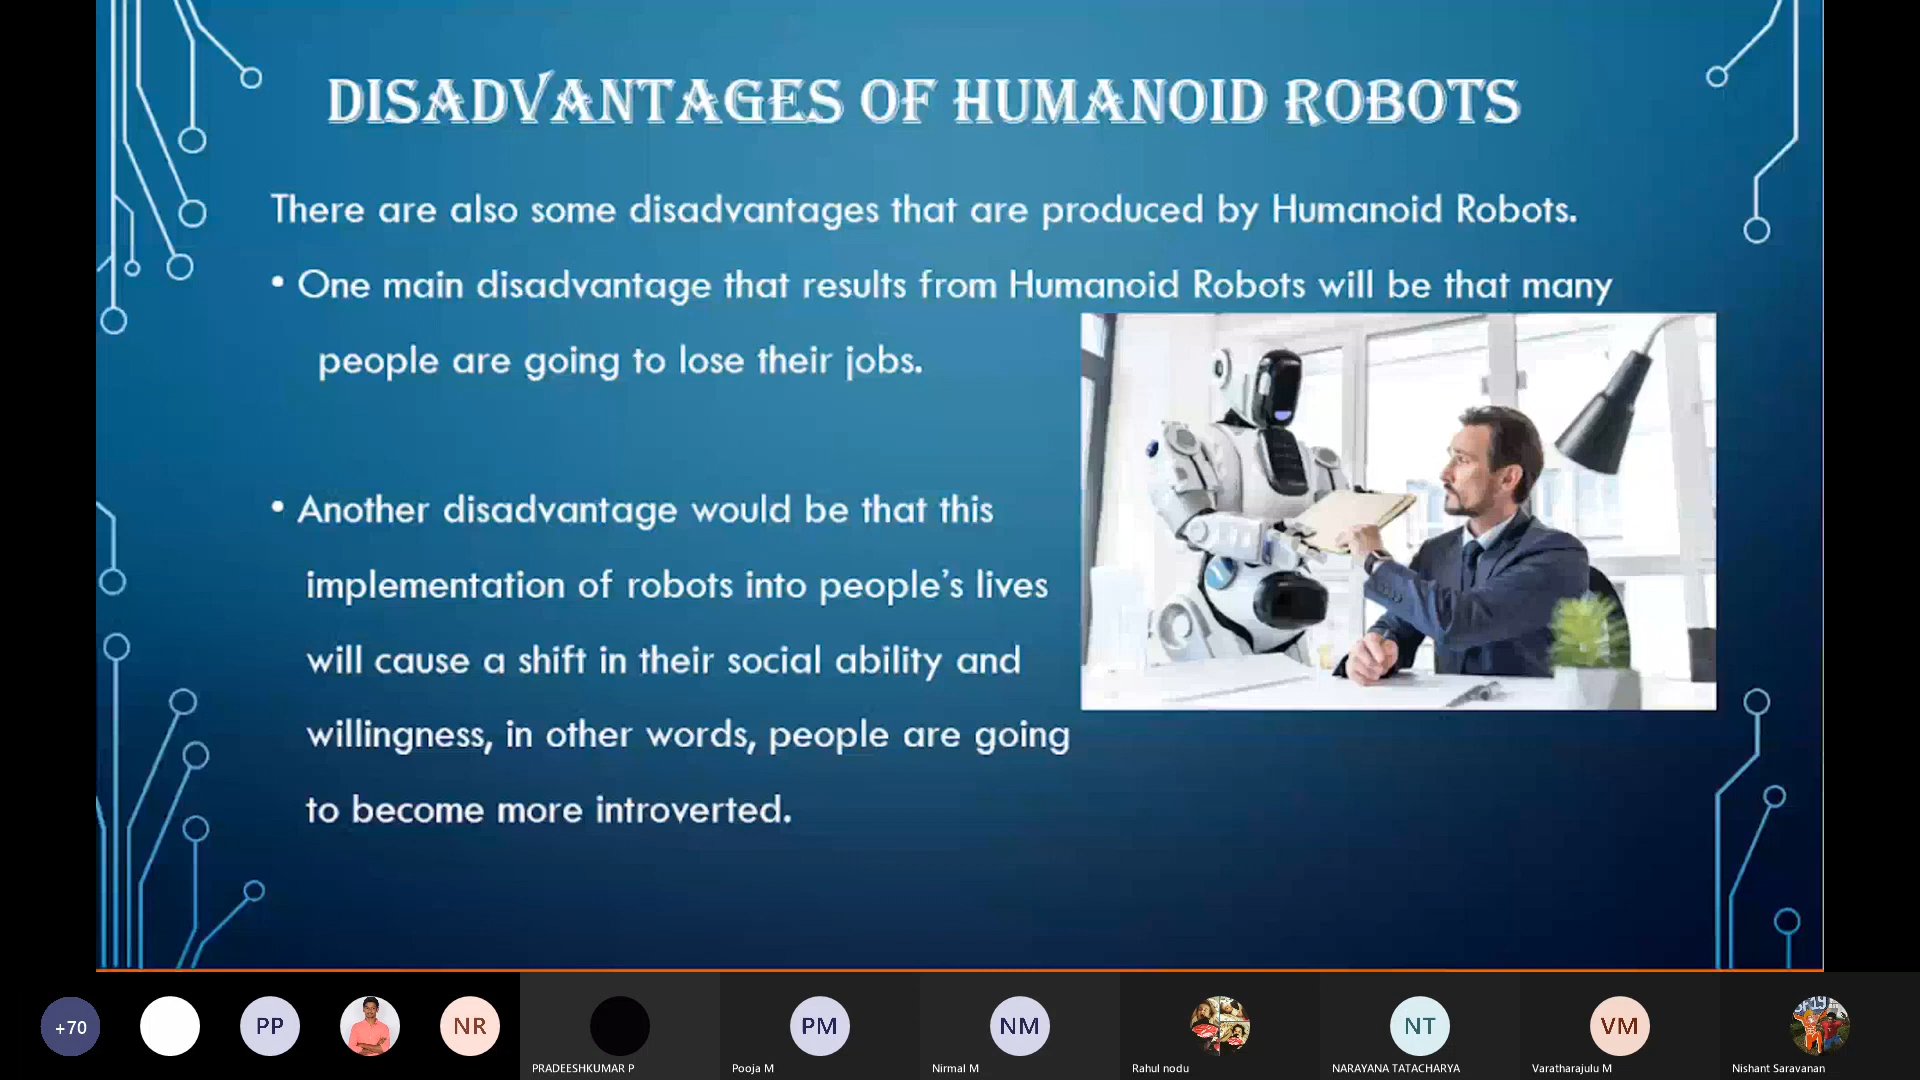 DISADVANTAGES OF HUMANOID ROBOTS
There are also some disadvantages that are produced by Humanoid Robots.
• One main disadvantage that results from Humanoid Robots will be that many
people are going to lose their jobs.
• Another disadvantage would be that this
implementation of robots into people's lives
will cause a shift in their social ability and
willingness, in other words, people are going
to become more introverted.
+70
PP
NR
PM
NM
NT
VM
PRADEESHKUMAR P
Pooja M
Nirmal M
Rahul nodu
NARAYANA TATACHARYA
Varatharajulu M
Nishant Saravanan